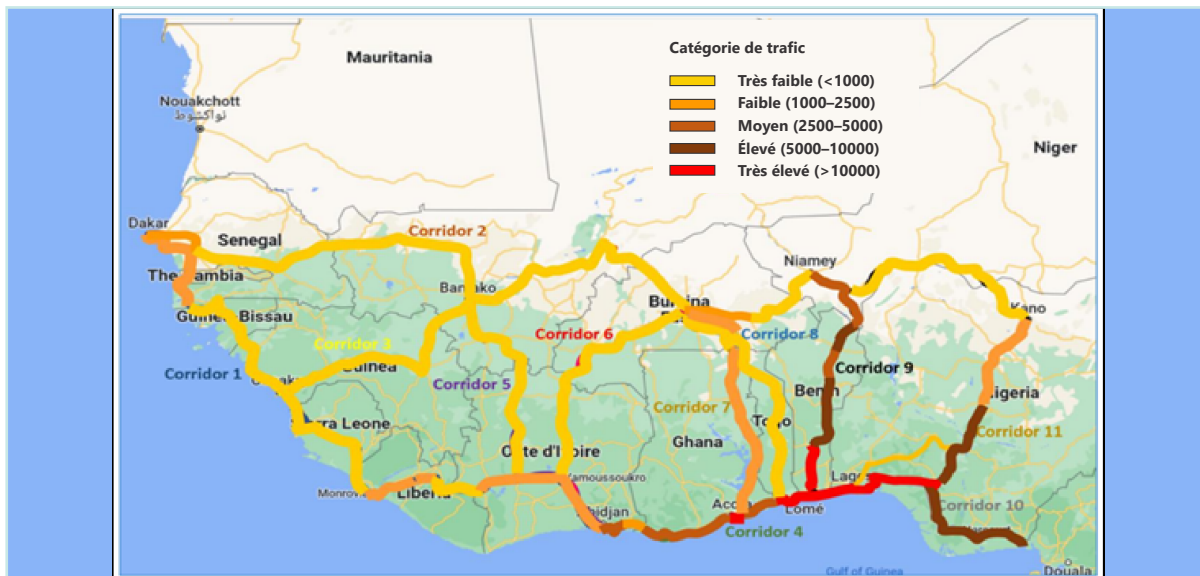 Catégorie de trafic
Très faible (<1000)
Faible (1000–2500)
Moyen (2500–5000)
Élevé (5000–10000)
Très élevé (>10000)
Mauritania
Nouakchott
نواكشوط
Niger
Dakar
Senegal
Corridor 2
The Gambia
Niamey
Bamako
Burkina
Kano
Guinea-Bissau
Corridor 6
Corridor 8
Corridor 3
Guinea
Corridor 1
Corridor 9
Corridor 5
Benin
Nigeria
Corridor 7
Sierra Leone
Togo
Corridor 11
Ghana
Côte d'Ivoire
Yamoussoukro
Lagos
Monrovia
Liberia
Accra
Lomé
Corridor 10
Abidjan
Corridor 4
Gulf of Guinea
Douala